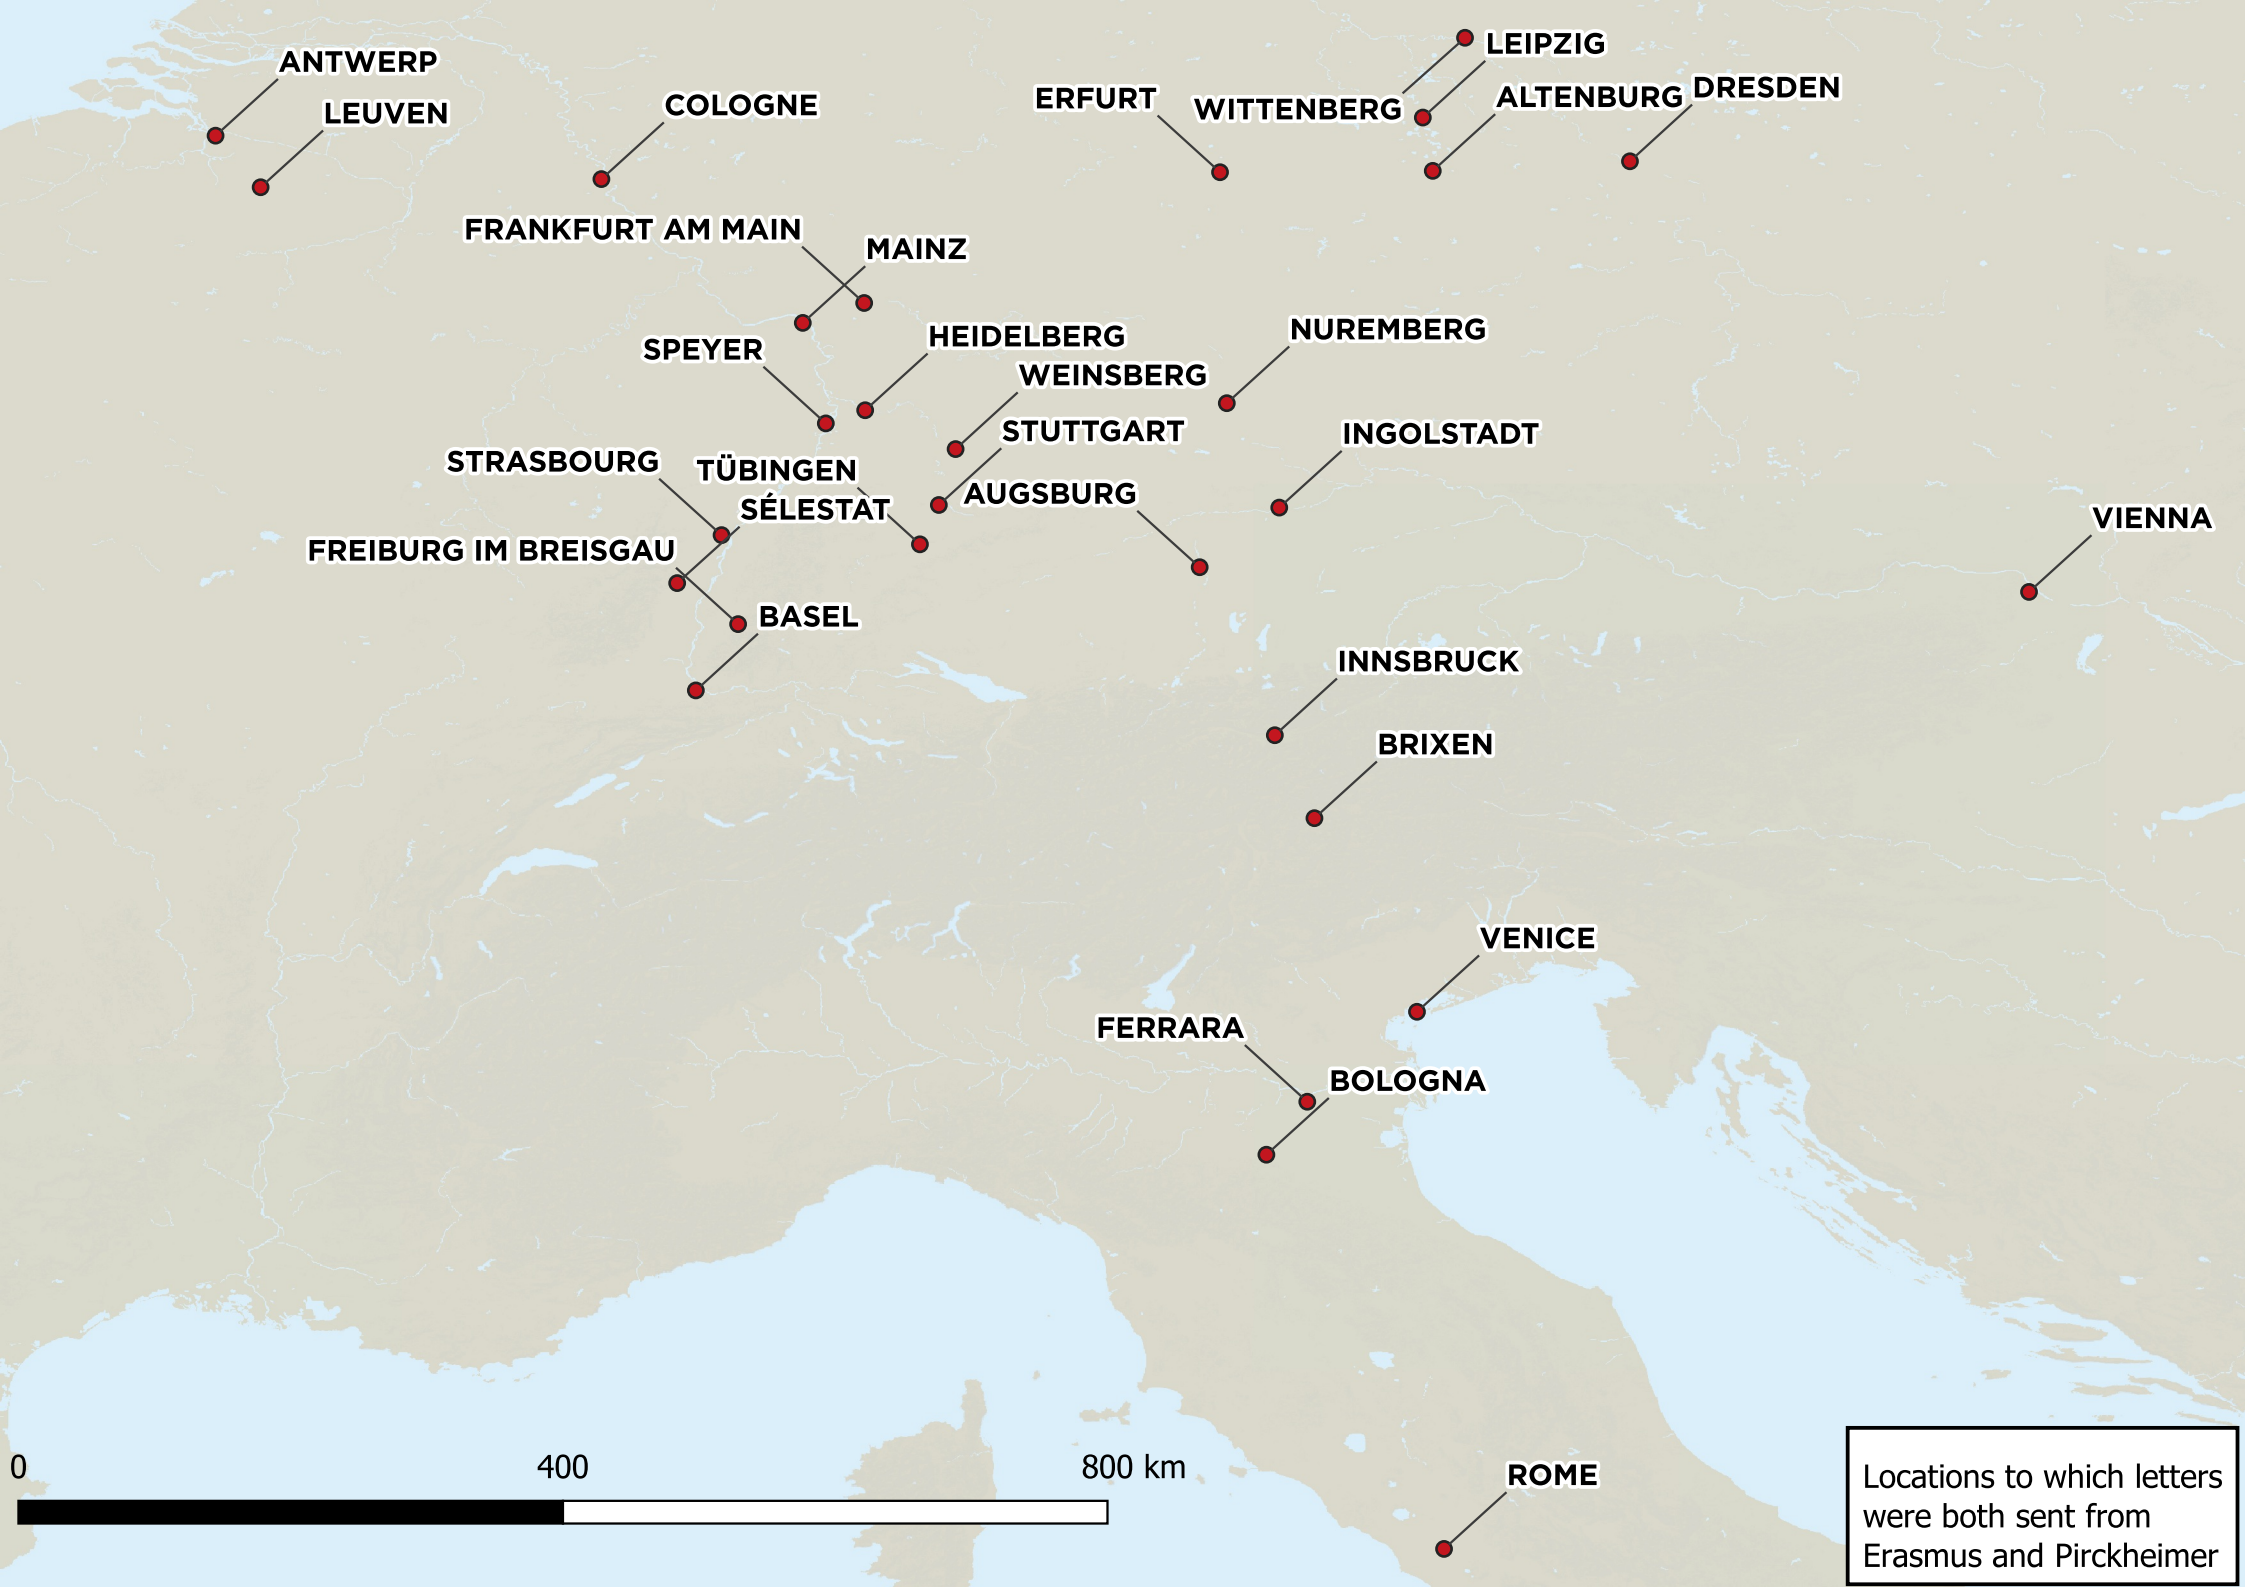 LEIPZIG
ANTWERP
DRESDEN
ERFURT
ALTENBURG
COLOGNE
WITTENBERG
LEUVEN
FRANKFURT AM MAIN
MAINZ
NUREMBERG
HEIDELBERG
SPEYER
WEINSBERG
STUTTGART
INGOLSTADT
STRASBOURG
TÜBINGEN
AUGSBURG
SÉLESTAT
VIENNA
FREIBURG IM BREISGAU
BASEL
INNSBRUCK
BRIXEN
VENICE
FERRARA
BOLOGNA
0 400 800 km
ROME
Locations to which letters
were both sent from
Erasmus and Pirckheimer